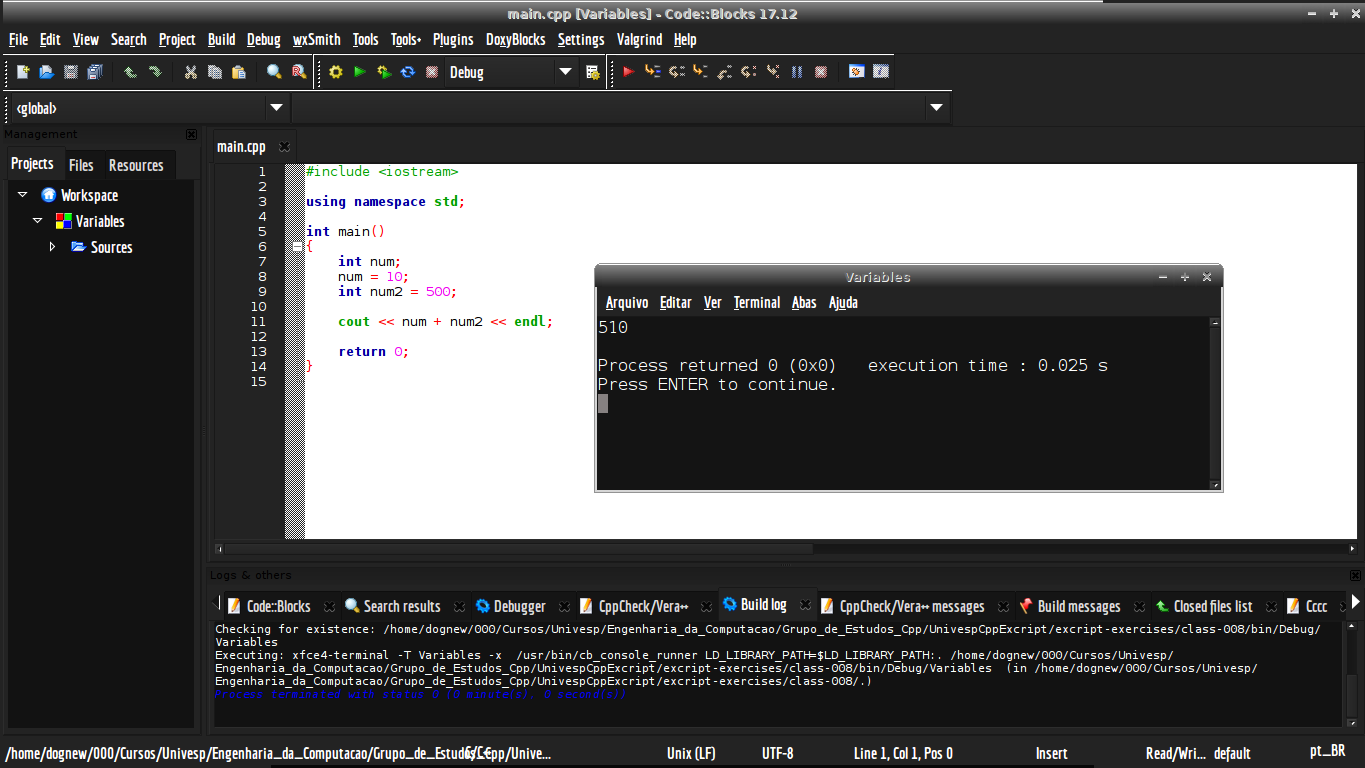 main.cpp [Variables] - Code::Blocks 17.12
File Edit View Search Project Build Debug wxSmith Tools Tools+ Plugins DoxyBlocks Settings Valgrind Help
Debug
<global>
Management
Projects Files Resources
Workspace
Variables
Sources
main.cpp
1 #include <iostream>
2
3 using namespace std;
4
5 int main()
6 {
7 int num;
8 num = 10;
9 int num2 = 500;
10
11 cout << num + num2 << endl;
12
13 return 0;
14 }
15
Variables
Arquivo Editar Ver Terminal Abas Ajuda
510
Process returned 0 (0x0)   execution time : 0.025 s
Press ENTER to continue.
Logs & others
Code::Blocks Search results Debugger CppCheck/Vera++ Build log CppCheck/Vera++ messages Build messages Closed files list Cccc
Checking for existence: /home/dognew/000/Cursos/Univesp/Engenharia_da_Computacao/Grupo_de_Estudos_Cpp/UnivespCppExcript/excript-exercises/class-008/bin/Debug/
Variables
Executing: xfce4-terminal -T Variables -x  /usr/bin/cb_console_runner LD_LIBRARY_PATH=$LD_LIBRARY_PATH:. /home/dognew/000/Cursos/Univesp/
Engenharia_da_Computacao/Grupo_de_Estudos_Cpp/UnivespCppExcript/excript-exercises/class-008/bin/Debug/Variables  (in /home/dognew/000/Cursos/Univesp/
Engenharia_da_Computacao/Grupo_de_Estudos_Cpp/UnivespCppExcript/excript-exercises/class-008/.)
Process terminated with status 0 (0 minute(s), 0 second(s))
/home/dognew/000/Cursos/Univesp/Engenharia_da_Computacao/Grupo_de_Estudos_Cpp/Unive... C/C++ Unix (LF) UTF-8 Line 1, Col 1, Pos 0 Insert Read/Wri... default pt_BR